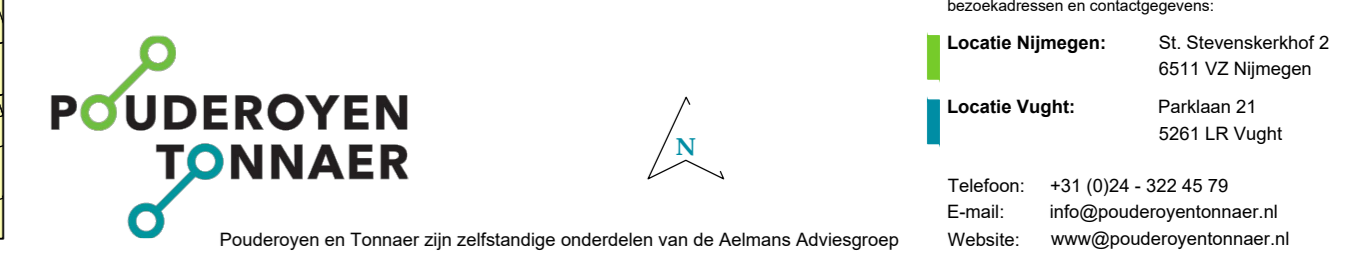 POUDEROYEN
TONNAER
N
Pouderoyen en Tonnaer zijn zelfstandige onderdelen van de Aelmans Adviesgroep
bezoekadressen en contactgegevens:
Locatie Nijmegen: St. Stevenskerkhof 2
6511 VZ Nijmegen
Locatie Vught: Parklaan 21
5261 LR Vught
Telefoon: +31 (0)24 - 322 45 79
E-mail: info@pouderoyentonnaer.nl
Website: www@pouderoyentonnaer.nl